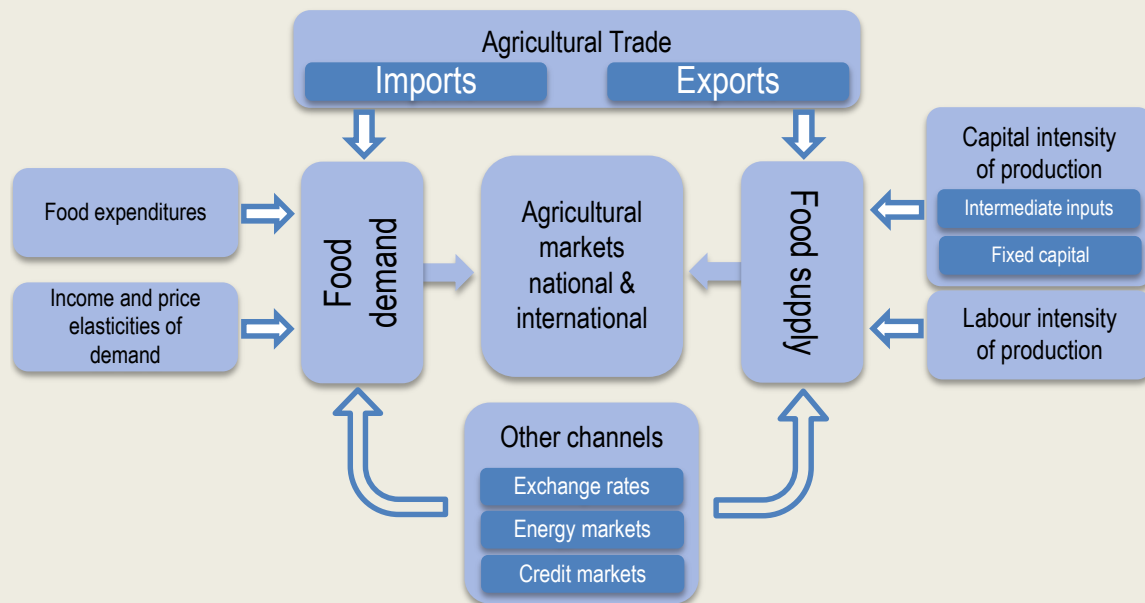 Agricultural Trade
Imports
Exports
Food expenditures
Income and price
elasticities of
demand
Food
demand
Agricultural
markets
national &
international
Food supply
Capital intensity
of production
Intermediate inputs
Fixed capital
Labour intensity
of production
Other channels
Exchange rates
Energy markets
Credit markets